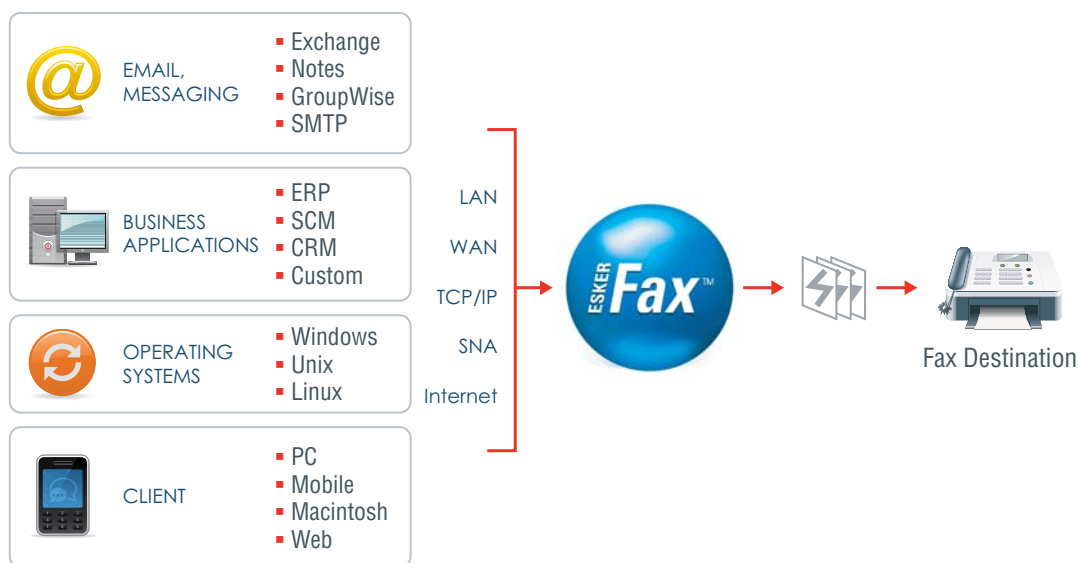 EMAIL,
MESSAGING
▪ Exchange
▪ Notes
▪ GroupWise
▪ SMTP
BUSINESS
APPLICATIONS
▪ ERP
▪ SCM
▪ CRM
▪ Custom
OPERATING
SYSTEMS
▪ Windows
▪ Unix
▪ Linux
CLIENT
▪ PC
▪ Mobile
▪ Macintosh
▪ Web
LAN
WAN
TCP/IP
SNA
Internet
ESKER Fax™
Fax Destination